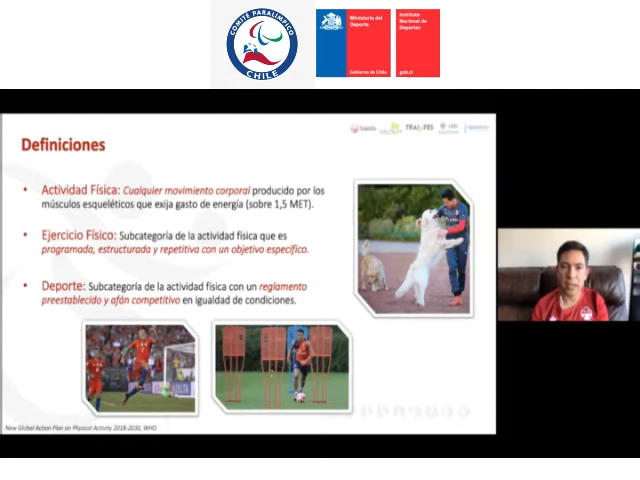 COMITÉ PARALÍMPICO
CHILE
Ministerio del
Deporte
Gobierno de Chile
Instituto
Nacional de
Deportes
gob.cl
Definiciones
• Actividad Física: Cualquier movimiento corporal producido por los
músculos esqueléticos que exija gasto de energía (sobre 1,5 MET).
• Ejercicio Físico: Subcategoría de la actividad física que es
programada, estructurada y repetitiva con un objetivo específico.
• Deporte: Subcategoría de la actividad física con un reglamento
preestablecido y afán competitivo en igualdad de condiciones.
New Global Action Plan on Physical Activity 2018-2030, WHO